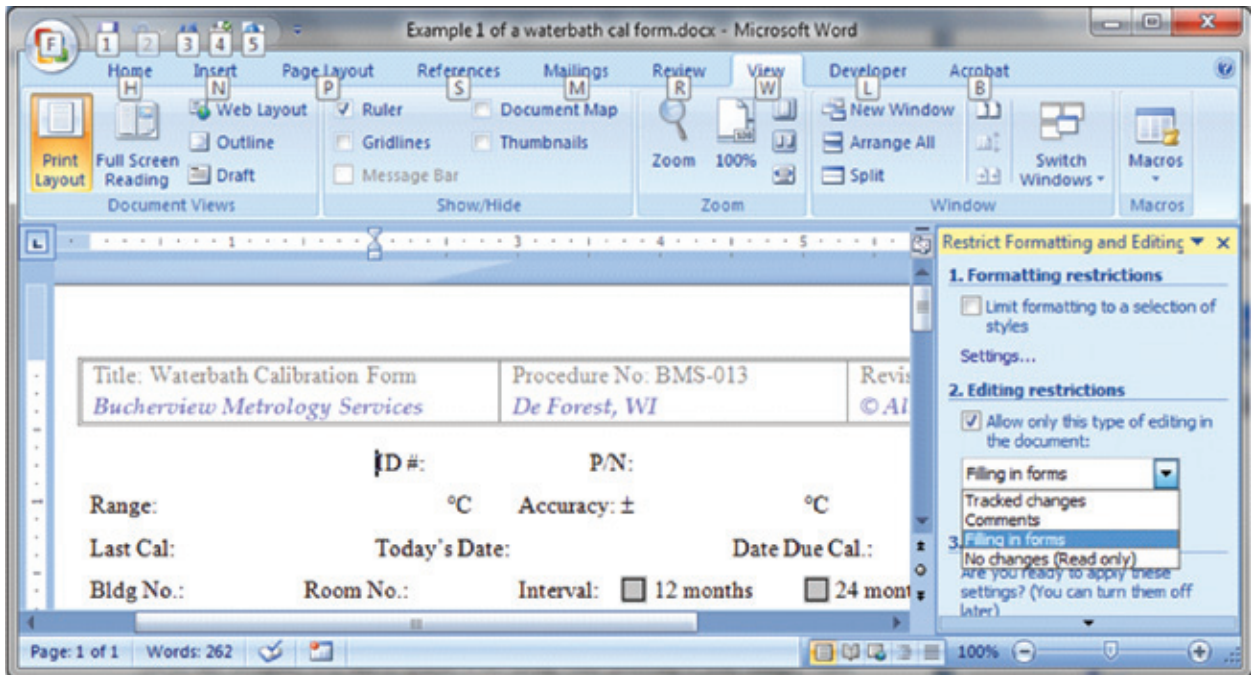 Example 1 of a waterbath cal form.docx - Microsoft Word
F 1 2 3 4 5
Home Insert Page Layout References Mailings Review View Developer Acrobat
H N P S M R W L B
Print Layout
Full Screen Reading
Web Layout
Outline
Draft
Document Views
Ruler
Gridlines
Message Bar
Document Map
Thumbnails
Show/Hide
Zoom
100%
Zoom
New Window
Arrange All
Split
Switch Windows
Window
Macros
Macros
L
1 3 4 5
Title: Waterbath Calibration Form Procedure No: BMS-013
Bucherview Metrology Services De Forest, WI
ID #: P/N:
Range: °C Accuracy: ± °C
Last Cal: Today's Date: Date Due Cal.:
Bldg No.: Room No.: Interval: 12 months 24
Restrict Formatting and
1. Formatting restrictions
Limit formatting to a selection of
styles
Settings...
2. Editing restrictions
Allow only this type of editing in
the document:
Filling in forms
Tracked changes
Comments
Filling in forms
No changes (Read only)
3.
Are you ready to apply these
settings? (You can turn them off
later)
Page: 1 of 1 Words: 262 100%